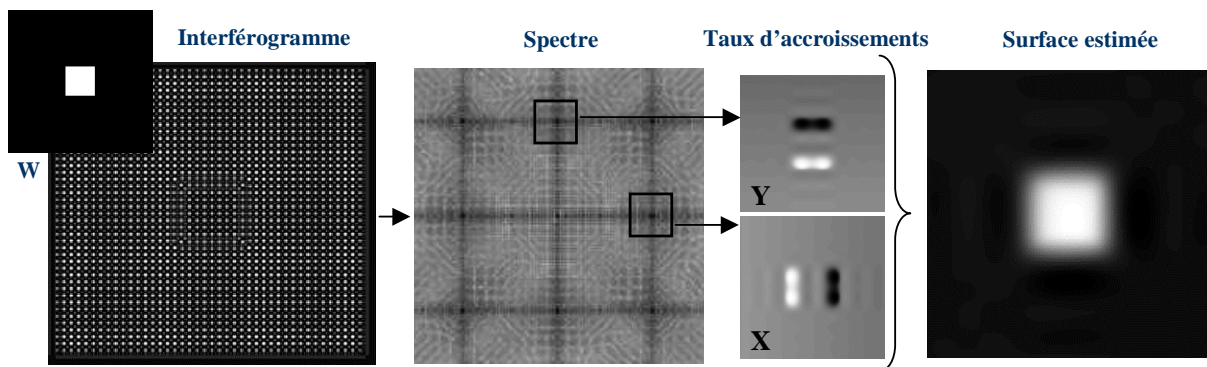 Interférogramme
Spectre
Taux d’accroissements
Surface estimée
W
Y
X